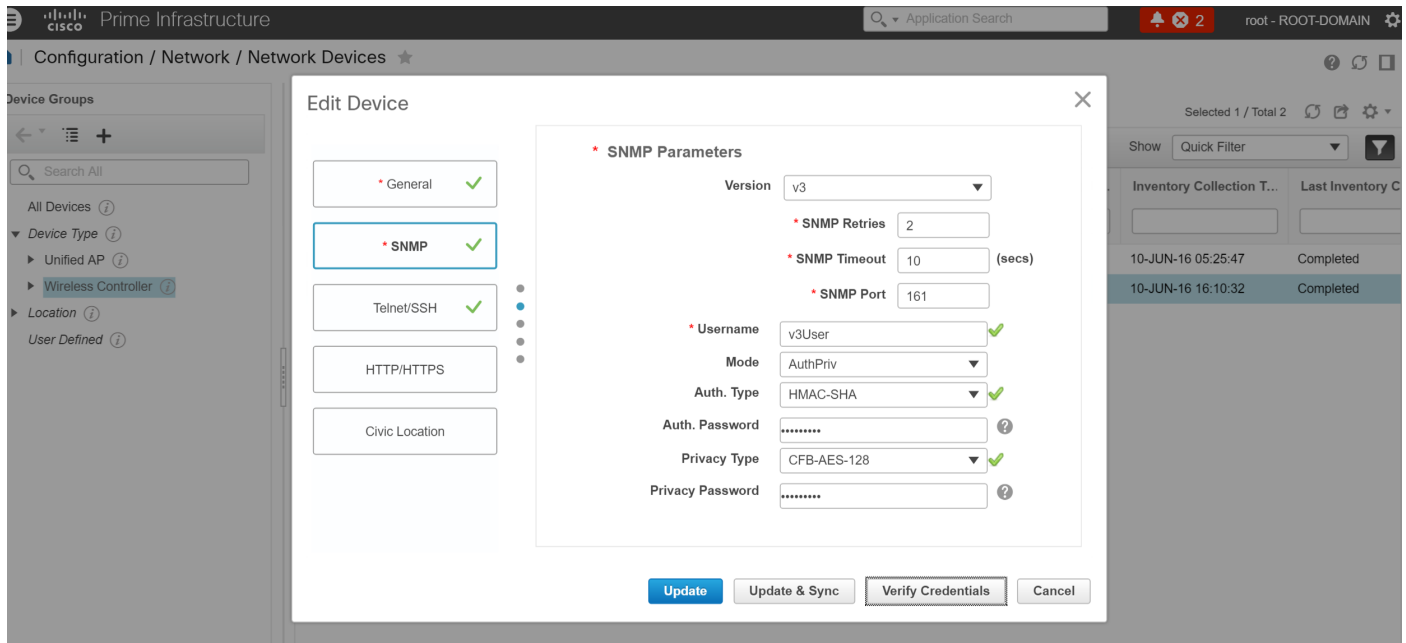 cisco Prime Infrastructure
Application Search
2
root - ROOT-DOMAIN
Configuration / Network / Network Devices
Device Groups
Search All
All Devices
Device Type
Unified AP
Wireless Controller
Location
User Defined
Selected 1 / Total 2
Show Quick Filter
Inventory Collection T... Last Inventory C
10-JUN-16 05:25:47 Completed
10-JUN-16 16:10:32 Completed
Edit Device
* General
* SNMP
Telnet/SSH
HTTP/HTTPS
Civic Location
* SNMP Parameters
Version v3
* SNMP Retries 2
* SNMP Timeout 10 (secs)
* SNMP Port 161
* Username v3User
Mode AuthPriv
Auth. Type HMAC-SHA
Auth. Password •••••••••
Privacy Type CFB-AES-128
Privacy Password •••••••••
Update Update & Sync Verify Credentials Cancel